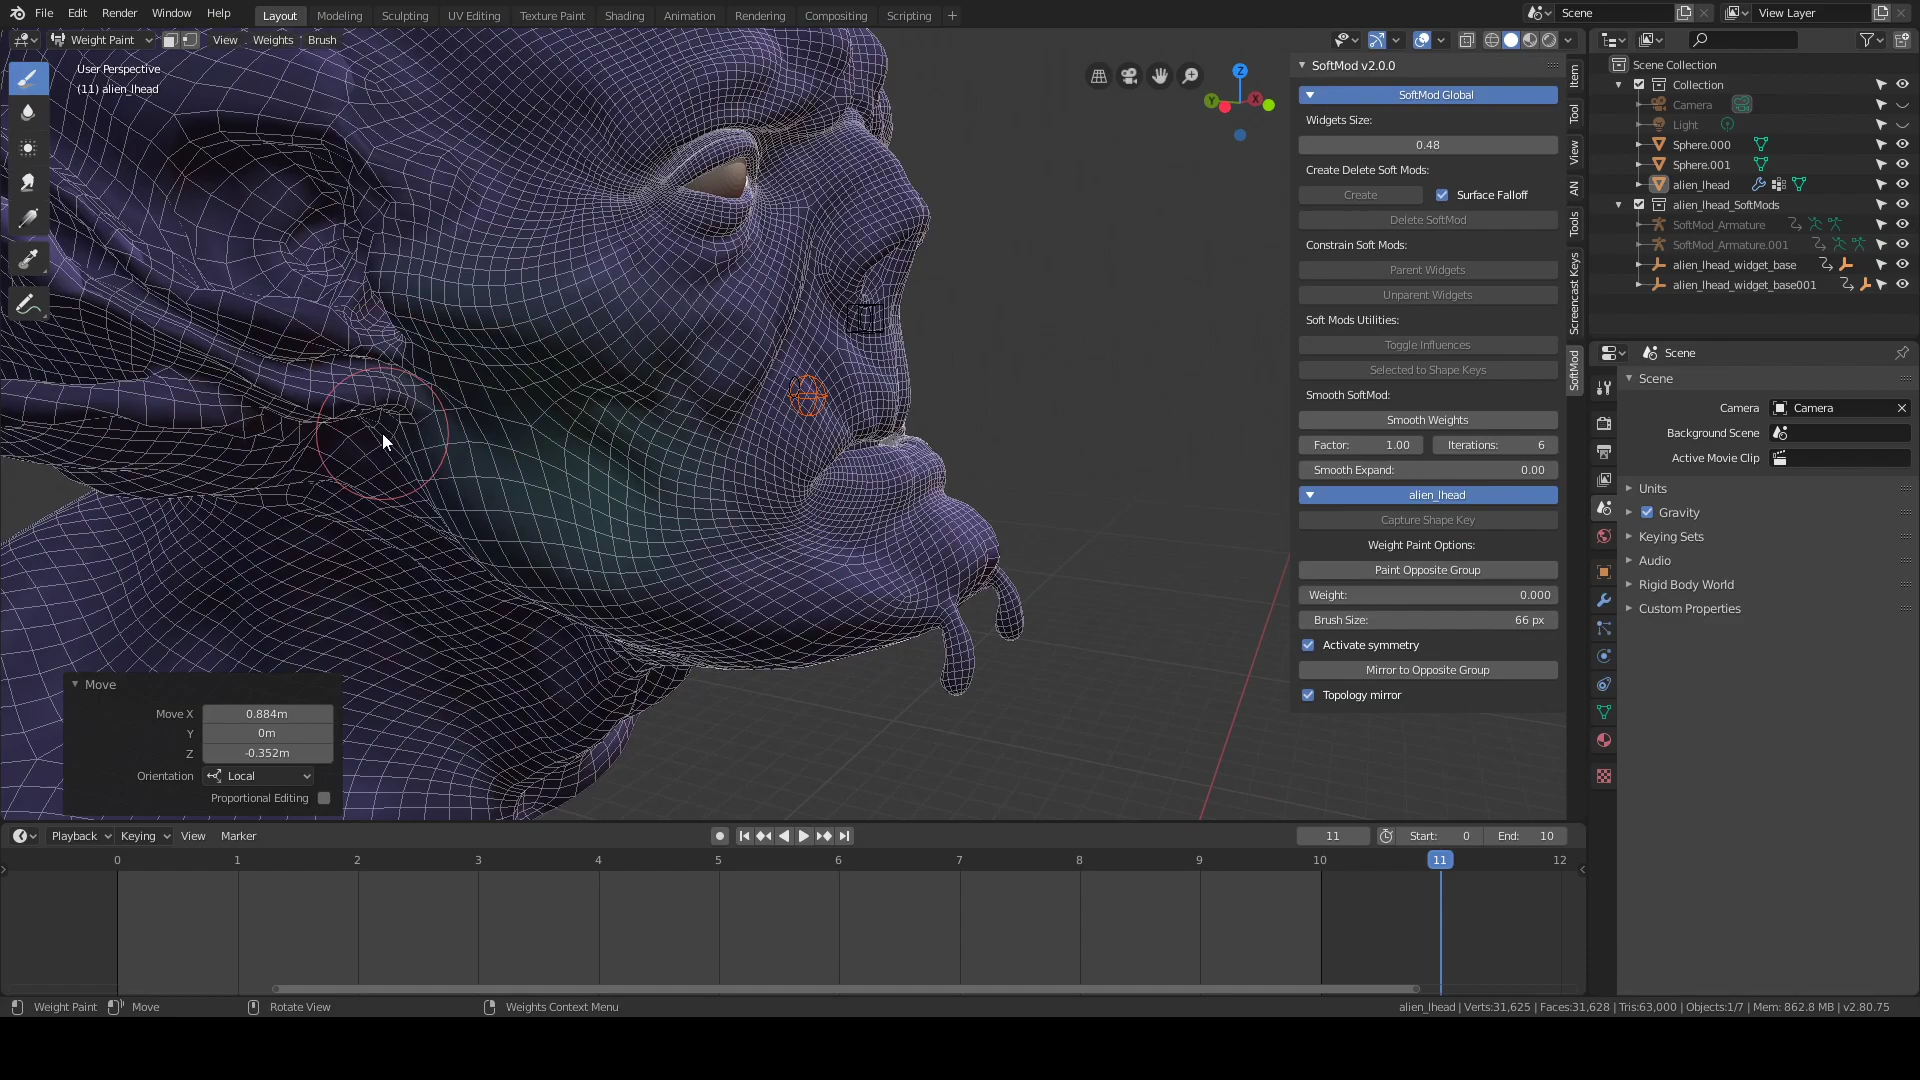 File Edit Render Window Help Layout Modeling Sculpting UV Editing Texture Paint Shading Animation Rendering Compositing Scripting + Scene View Layer
Weight Paint View Weights Brush
User Perspective
(11) alien_lhead
SoftMod v2.0.0
SoftMod Global
Widgets Size:
0.48
Create Delete Soft Mods:
Create Surface Falloff
Delete SoftMod
Constrain Soft Mods:
Parent Widgets
Unparent Widgets
Soft Mods Utilities:
Toggle Influences
Selected to Shape Keys
Smooth SoftMod:
Smooth Weights
Factor: 1.00 Iterations: 6
Smooth Expand: 0.00
alien_lhead
Capture Shape Key
Weight Paint Options:
Paint Opposite Group
Weight: 0.000
Brush Size: 66 px
Activate symmetry
Mirror to Opposite Group
Topology mirror
Item
Tool
View
AN
Tools
Screencast Keys
SoftMod
Scene Collection
Collection
Camera
Light
Sphere.000
Sphere.001
alien_lhead
alien_lhead_SoftMods
SoftMod_Armature
SoftMod_Armature.001
alien_lhead_widget_base
alien_lhead_widget_base001
Scene
Scene
Camera Camera
Background Scene
Active Movie Clip
Units
Gravity
Keying Sets
Audio
Rigid Body World
Custom Properties
Move
Move X 0.884m
Y 0m
Z -0.352m
Orientation Local
Proportional Editing
Playback Keying View Marker 11 Start: 0 End: 10
0 1 2 3 4 5 6 7 8 9 10 11 12
Weight Paint Move Rotate View Weights Context Menu alien_lhead | Verts:31,625 | Faces:31,628 | Tris:63,000 | Objects:1/7 | Mem: 862.8 MB | v2.80.75
X
Y
Z